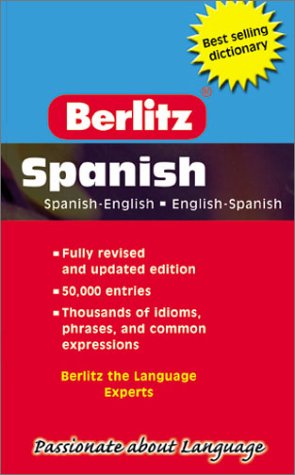 Best selling
dictionary
Berlitz®
Spanish
Spanish-English ▪ English-Spanish
▪ Fully revised
and updated edition
▪ 50,000 entries
▪ Thousands of idioms,
phrases, and common
expressions
Berlitz the Language
Experts
Passionate about Language